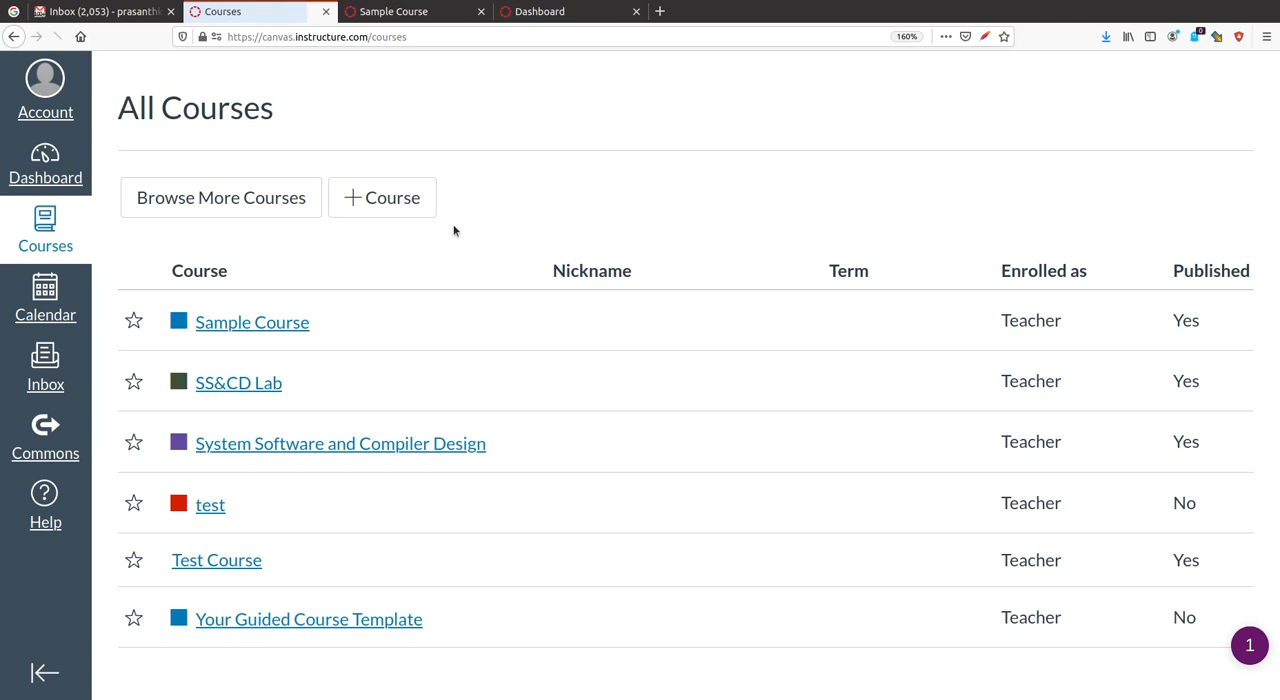 Inbox (2,053) - prasanthi
Courses
Sample Course
Dashboard
https://canvas.instructure.com/courses
160%
0
Account
Dashboard
Courses
Calendar
Inbox
Commons
Help
All Courses
Browse More Courses
Course
Course Nickname Term Enrolled as Published
Sample Course Teacher Yes
SS&CD Lab Teacher Yes
System Software and Compiler Design Teacher Yes
test Teacher No
Test Course Teacher Yes
Your Guided Course Template Teacher No
1